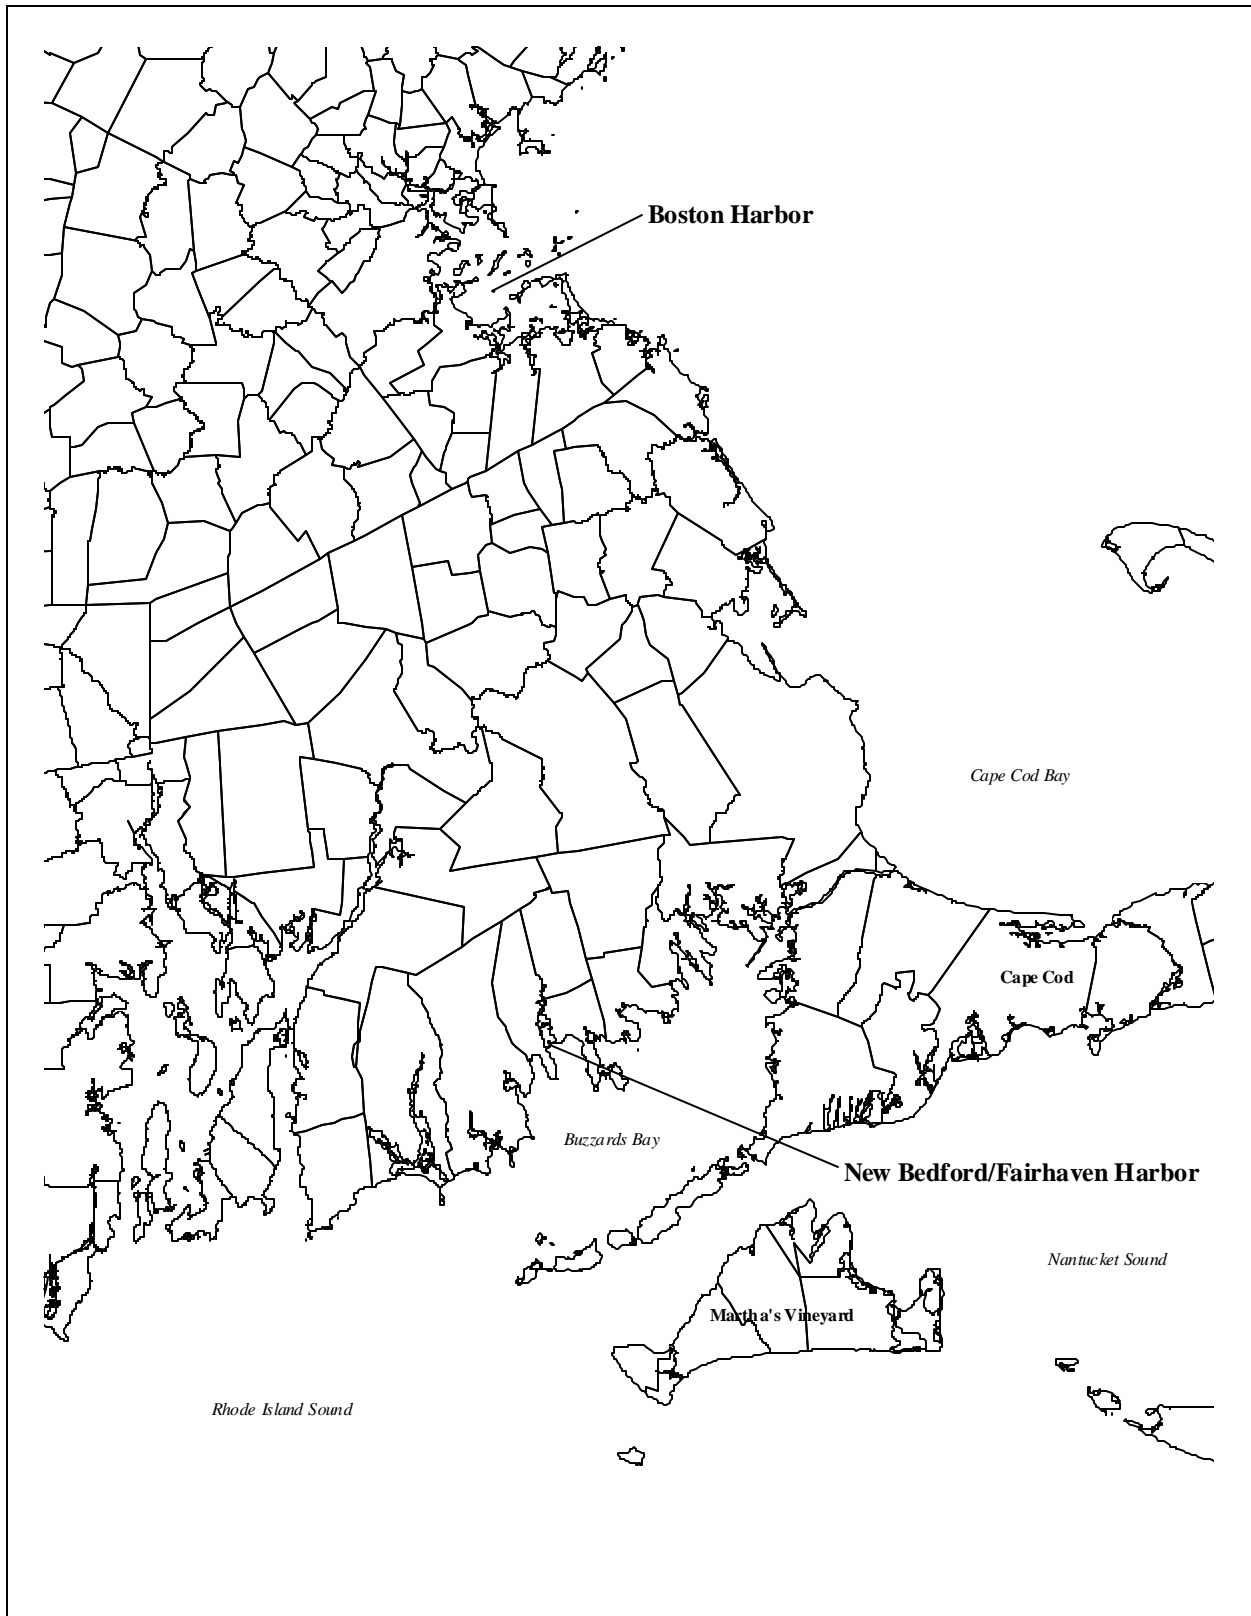 Boston Harbor
Cape Cod Bay
Cape Cod
Buzzards Bay
New Bedford/Fairhaven Harbor
Nantucket Sound
Martha's Vineyard
Rhode Island Sound